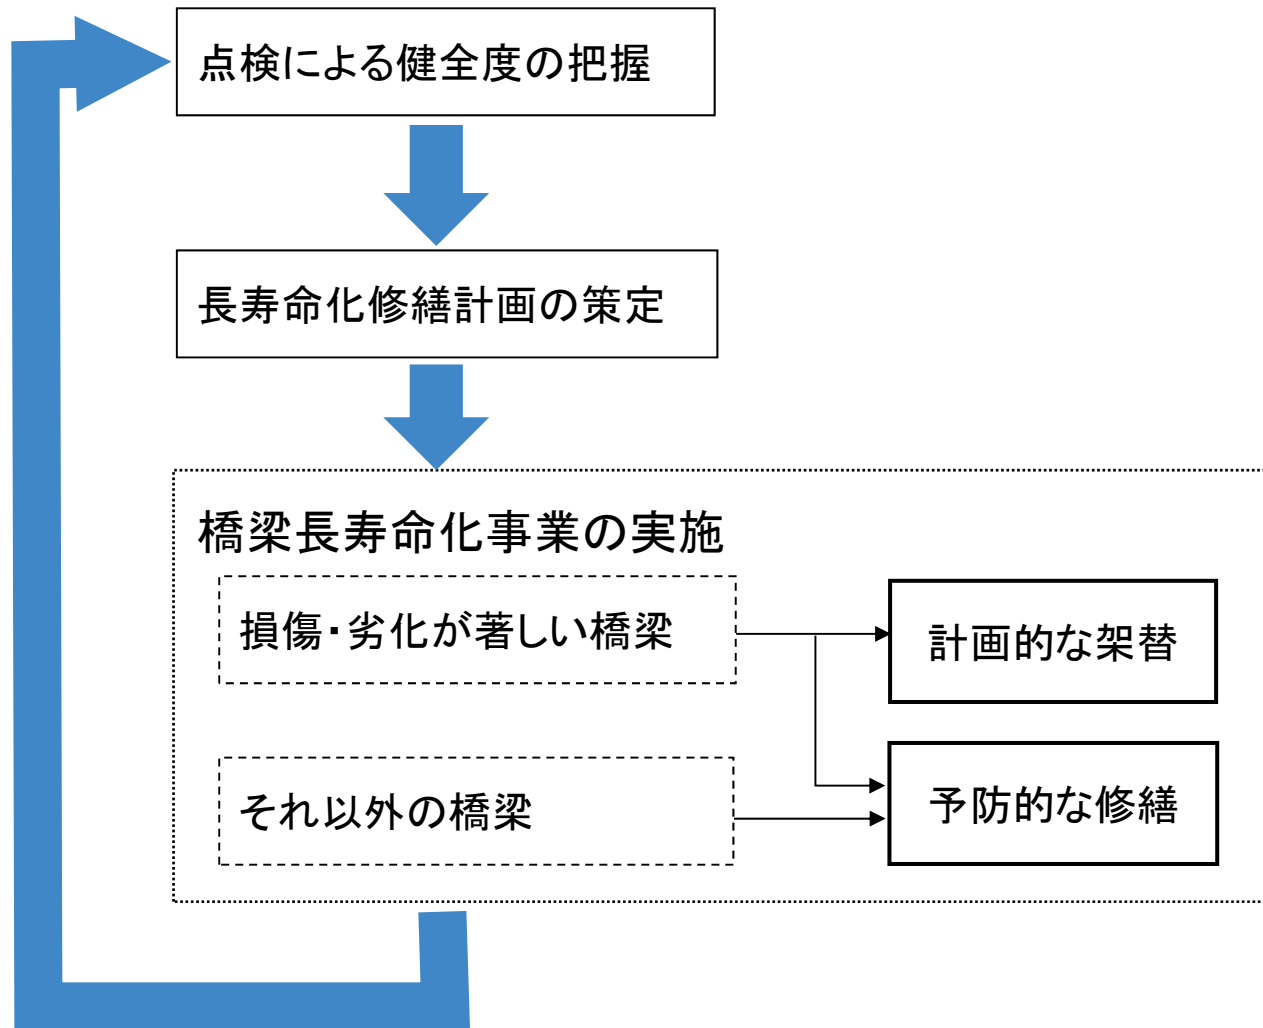 点検による健全度の把握
長寿命化修繕計画の策定
橋梁長寿命化事業の実施
損傷・劣化が著しい橋梁
計画的な架替
それ以外の橋梁
予防的な修繕